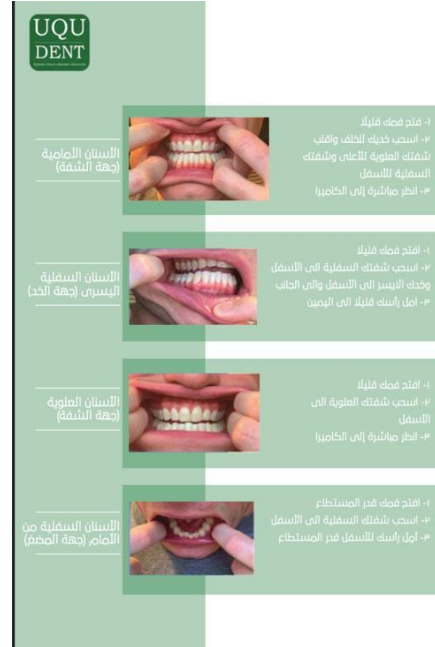 UQU
DENT
الأسنان الأمامية
(جهة الشفة)
١- فتح فمك قليلا
٢- اسحب خديك للخلف واقلب
شفتك العلوية للأعلى وشفتك
السفلية للأسفل
٣- انظر مباشرة إلى الكاميرا
الأسنان السفلية
اليسرى (جهة الخد)
١- افتح فمك قليلا
٢- اسحب شفتك السفلية الى الأسفل
وخدك الايسر الى الأسفل والى الجانب
٣- امل راسك قليلا الى اليمين
الأسنان العلوية
(جهة الشفة)
١- افتح فمك قليلا
٢- اسحب شفتك العلوية الى
الأسفل
٣- انظر مباشرة إلى الكاميرا
الأسنان السفلية من
الأمام (جهة المضغ)
١- افتح فمك قدر المستطاع
٢- اسحب شفتك السفلية الى الأسفل
٣- أمل راسك للأسفل قدر المستطاع